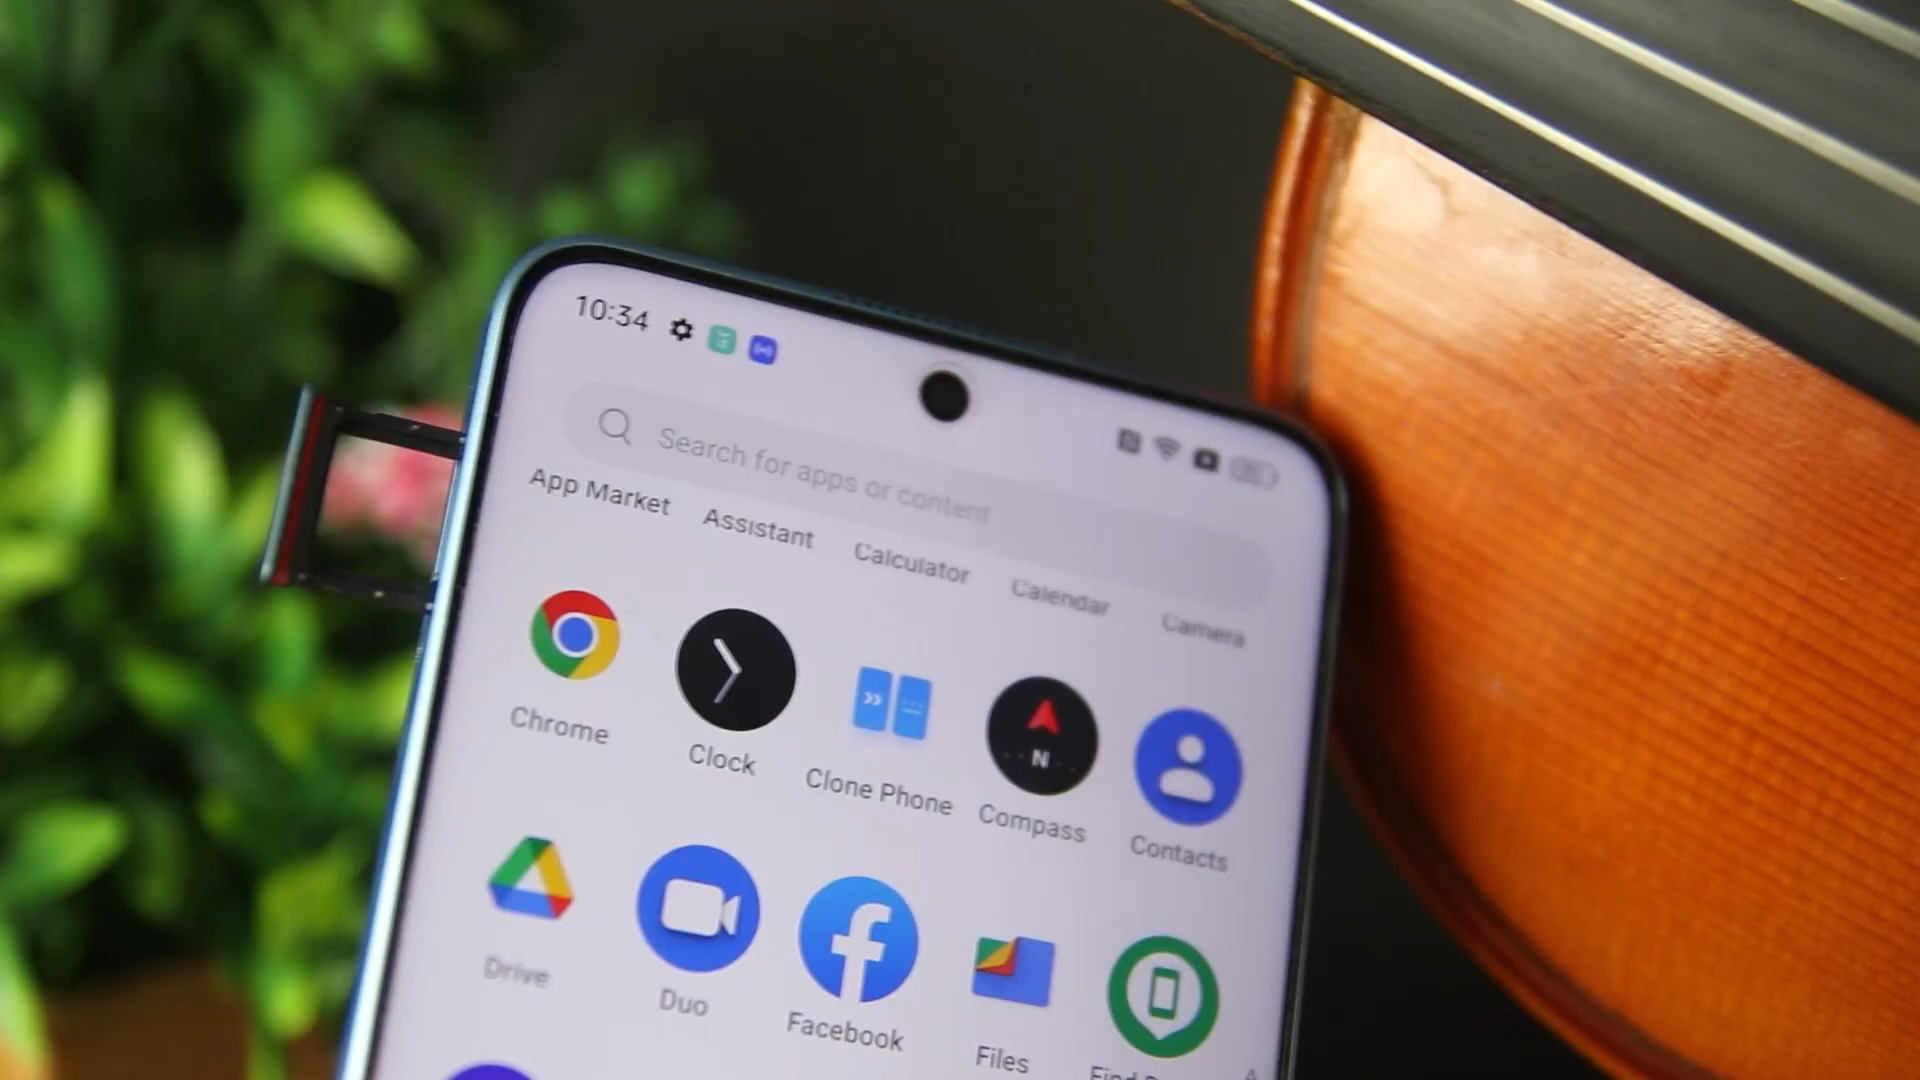 10:34
Search for apps or content
App Market Assistant Calculator Calendar Camera
N
Chrome Clock Clone Phone Compass Contacts
Drive Duo Facebook Files Find